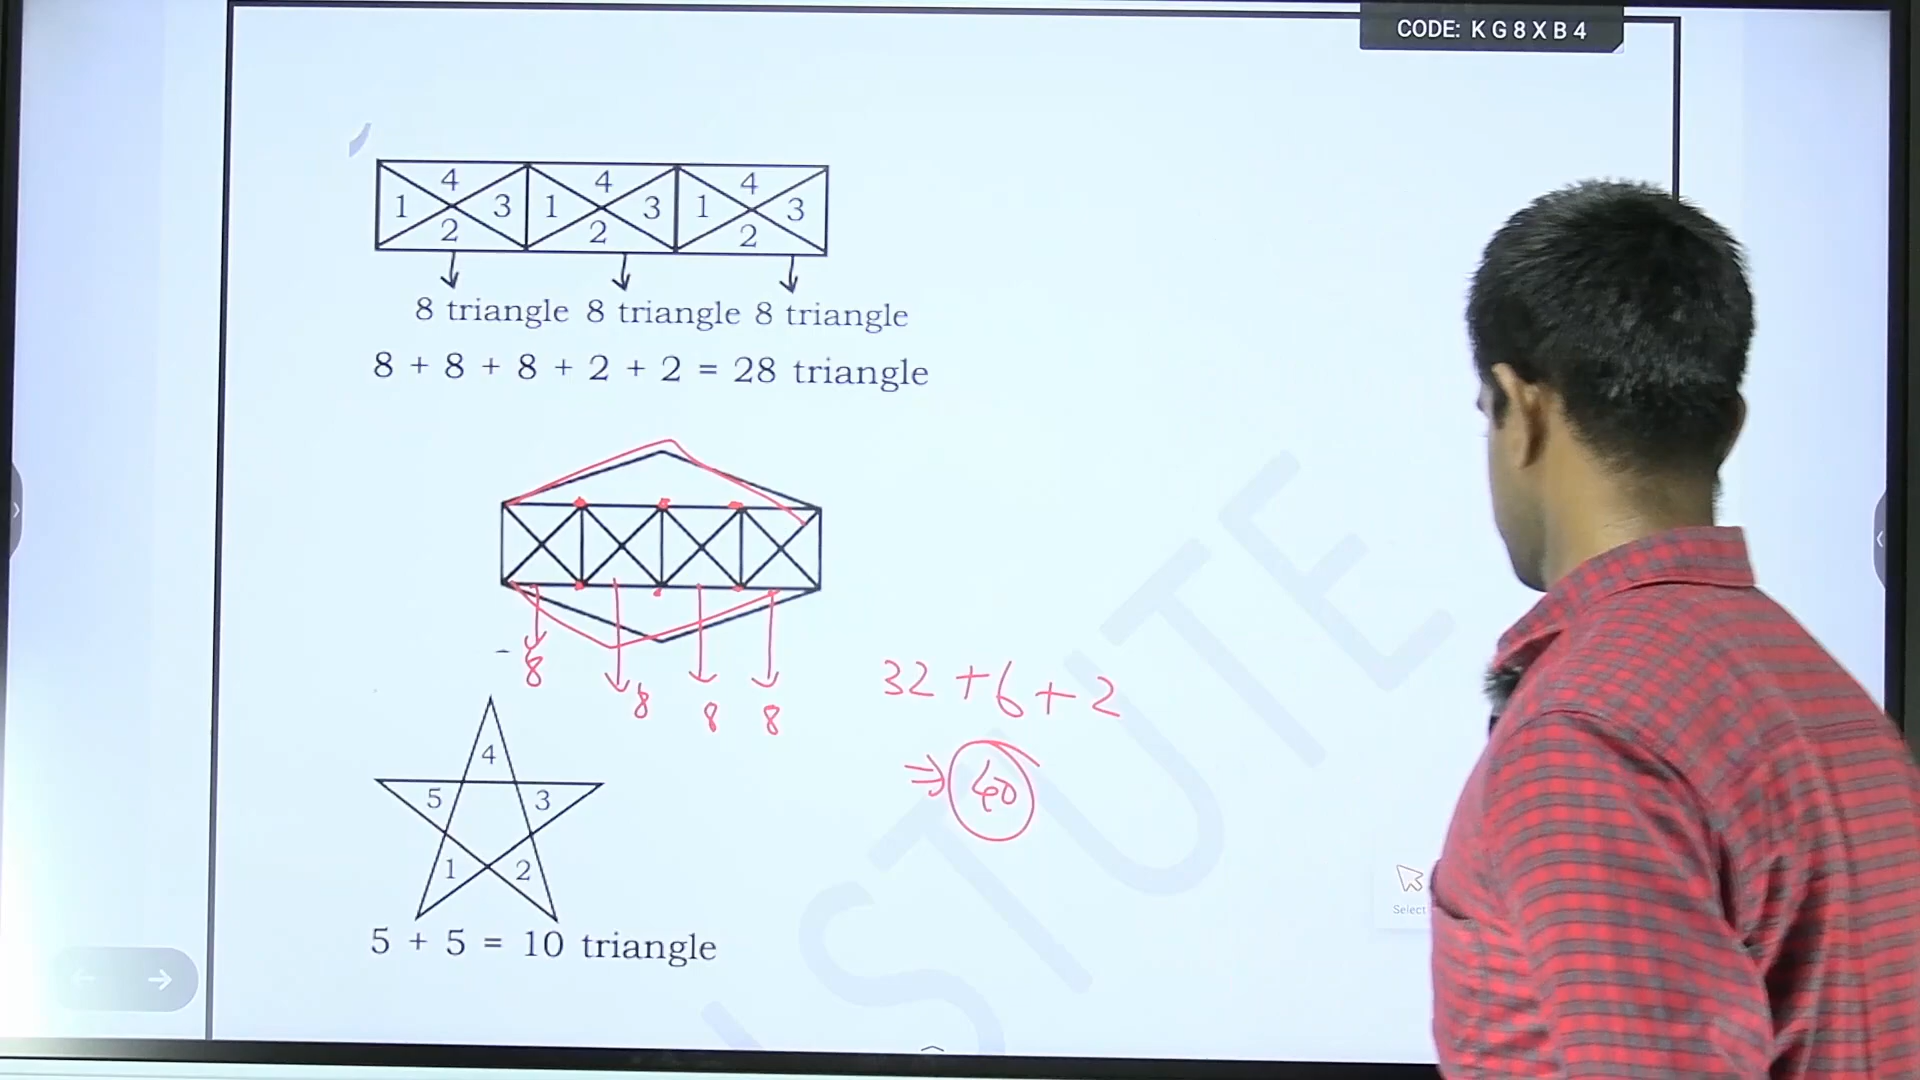 CODE: K G 8 X B 4
4 4 4
1 3 1 3 1 3
2 2 2
8 triangle 8 triangle 8 triangle
8 + 8 + 8 + 2 + 2 = 28 triangle
8 8 8 8
32 + 6 + 2
⇒ 40
4
5 3
1 2
5 + 5 = 10 triangle
Select
STUTE